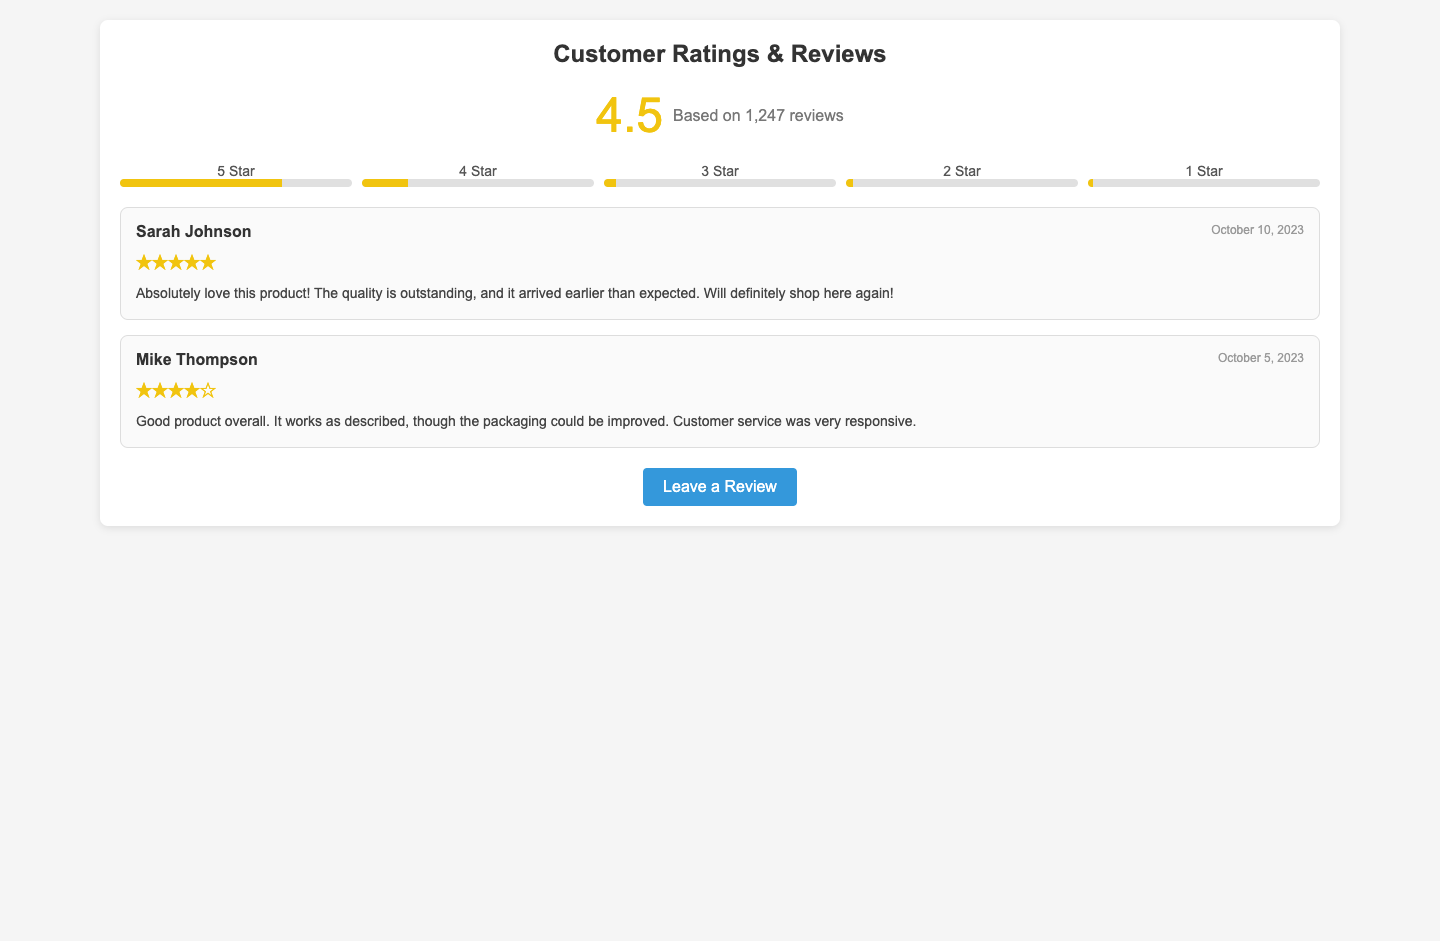 Customer Ratings & Reviews
4.5 Based on 1,247 reviews
5 Star 4 Star 3 Star 2 Star 1 Star
Sarah Johnson October 10, 2023
★★★★★
Absolutely love this product! The quality is outstanding, and it arrived earlier than expected. Will definitely shop here again!
Mike Thompson October 5, 2023
★★★★☆
Good product overall. It works as described, though the packaging could be improved. Customer service was very responsive.
Leave a Review